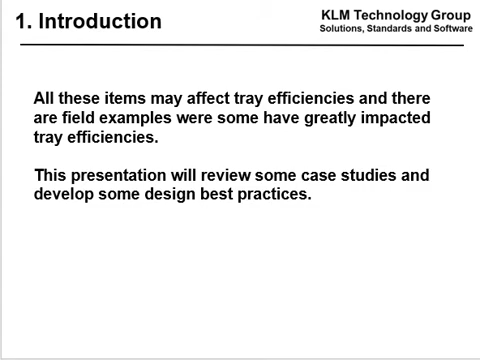 1. Introduction
KLM Technology Group
Solutions, Standards and Software
All these items may affect tray efficiencies and there
are field examples were some have greatly impacted
tray efficiencies.
This presentation will review some case studies and
develop some design best practices.